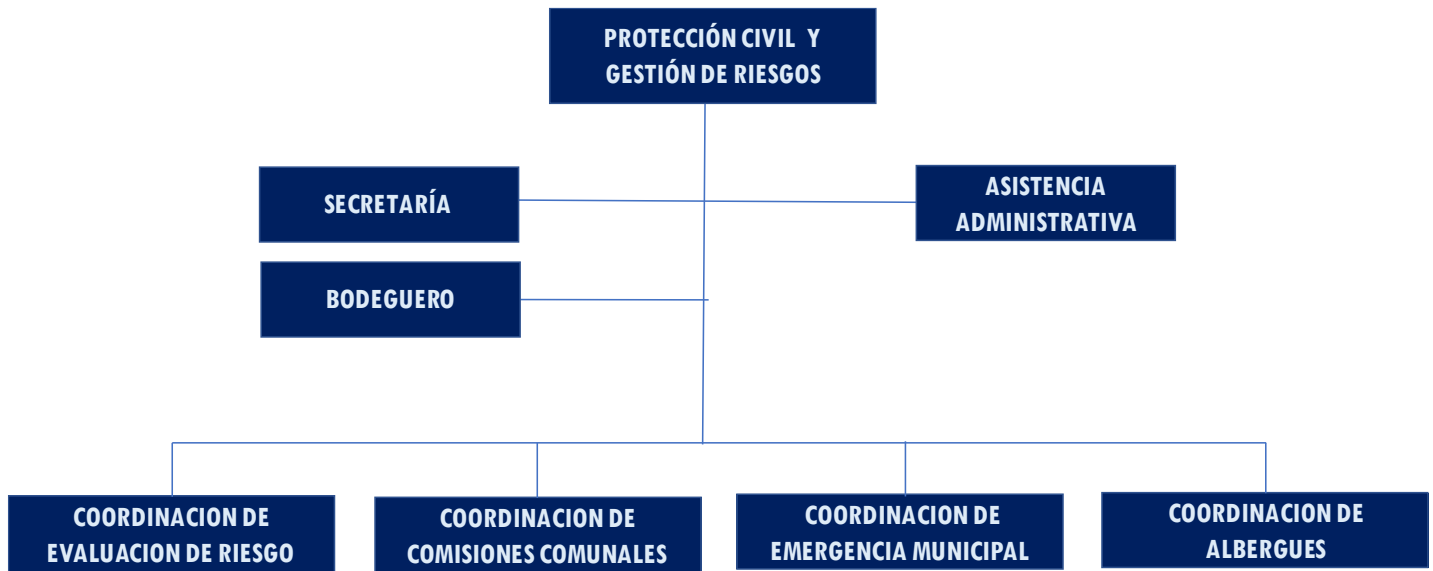 PROTECCIÓN CIVIL Y
GESTIÓN DE RIESGOS
SECRETARÍA
ASISTENCIA
ADMINISTRATIVA
BODEGUERO
COORDINACION DE
EVALUACION DE RIESGO
COORDINACION DE
COMISIONES COMUNALES
COORDINACION DE
EMERGENCIA MUNICIPAL
COORDINACION DE
ALBERGUES